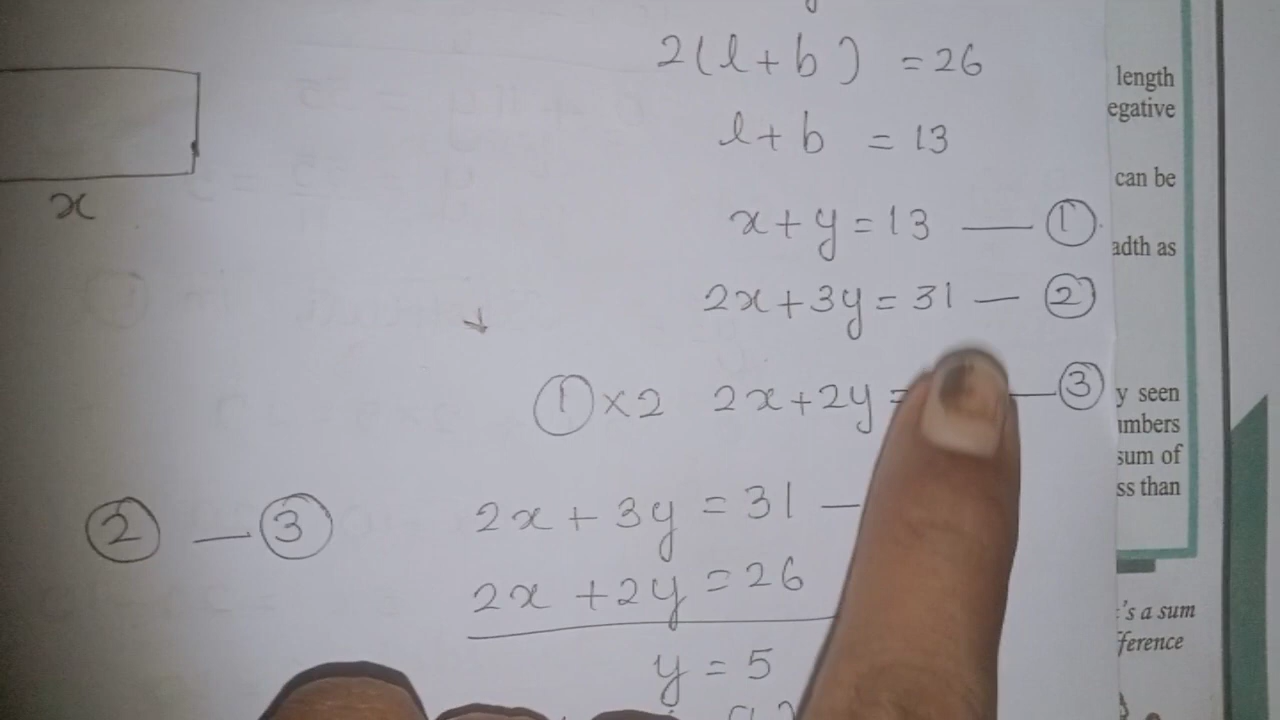 2(l+b) = 26
l+b = 13
x
x+y=13 — ①
2x+3y=31 — ②
①×2 2x+2y= —③
② — ③ 2x+3y=31 —
2x+2y=26
y=5
length
egative
can be
adth as
y seen
umbers
sum of
ss than
's a sum
ference